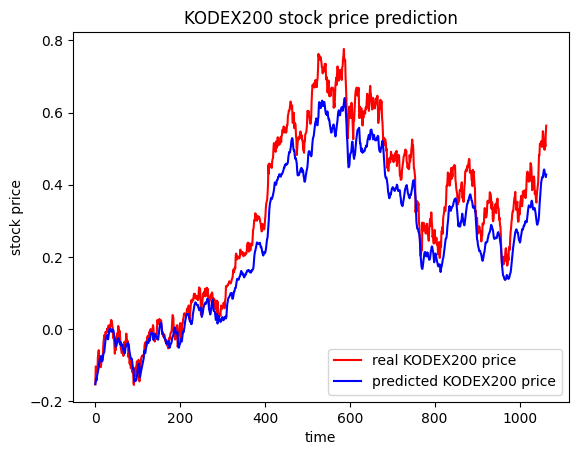 KODEX200 stock price prediction
0.8
0.6
0.4
0.2
0.0
−0.2
stock price
0
200
400
600
800
1000
time
real KODEX200 price
predicted KODEX200 price